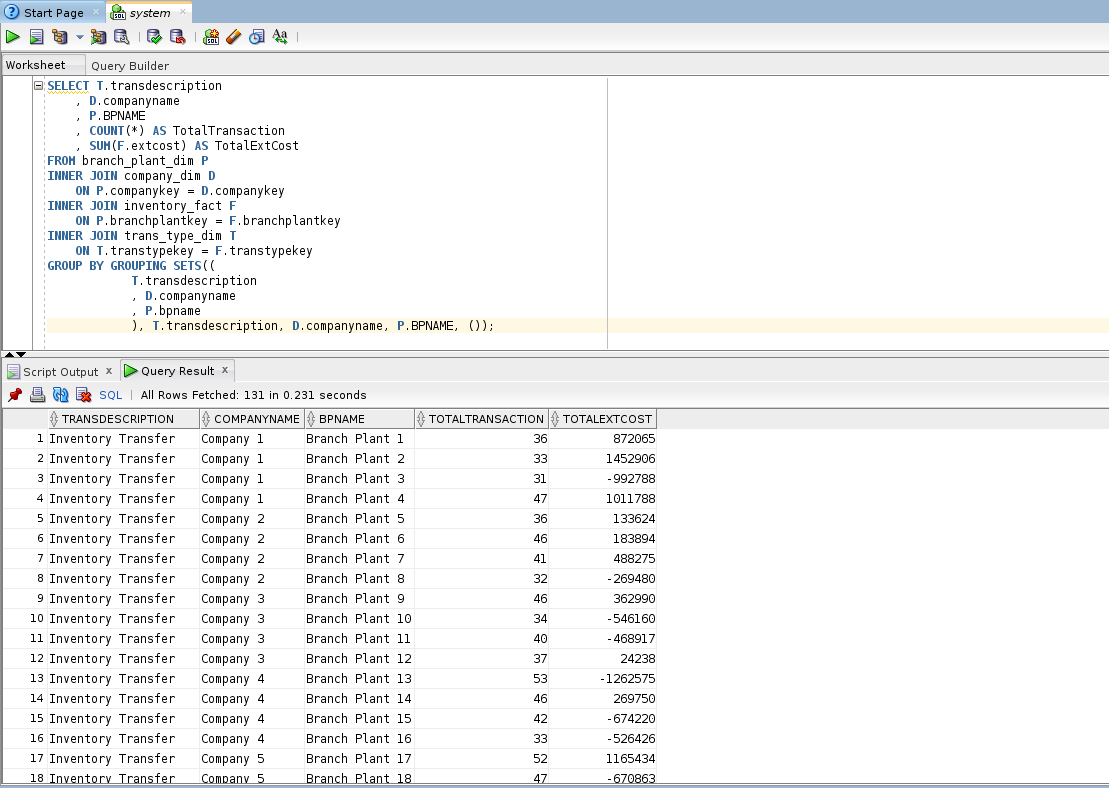 Start Page
system
Worksheet
Query Builder
SELECT T.transdescription
, D.companyname
, P.BPNAME
, COUNT(*) AS TotalTransaction
, SUM(F.extcost) AS TotalExtCost
FROM branch_plant_dim P
INNER JOIN company_dim D
ON P.companykey = D.companykey
INNER JOIN inventory_fact F
ON P.branchplantkey = F.branchplantkey
INNER JOIN trans_type_dim T
ON T.transtypekey = F.transtypekey
GROUP BY GROUPING SETS((
T.transdescription
, D.companyname
, P.bpname
), T.transdescription, D.companyname, P.BPNAME, ());
Script Output x
Query Result x
SQL | All Rows Fetched: 131 in 0.231 seconds
TRANSDESCRIPTION COMPANYNAME BPNAME TOTALTRANSACTION TOTALEXTCOST
1 Inventory Transfer Company 1 Branch Plant 1 36 872065
2 Inventory Transfer Company 1 Branch Plant 2 33 1452906
3 Inventory Transfer Company 1 Branch Plant 3 31 -992788
4 Inventory Transfer Company 1 Branch Plant 4 47 1011788
5 Inventory Transfer Company 2 Branch Plant 5 36 133624
6 Inventory Transfer Company 2 Branch Plant 6 46 183894
7 Inventory Transfer Company 2 Branch Plant 7 41 488275
8 Inventory Transfer Company 2 Branch Plant 8 32 -269480
9 Inventory Transfer Company 3 Branch Plant 9 46 362990
10 Inventory Transfer Company 3 Branch Plant 10 34 -546160
11 Inventory Transfer Company 3 Branch Plant 11 40 -468917
12 Inventory Transfer Company 3 Branch Plant 12 37 24238
13 Inventory Transfer Company 4 Branch Plant 13 53 -1262575
14 Inventory Transfer Company 4 Branch Plant 14 46 269750
15 Inventory Transfer Company 4 Branch Plant 15 42 -674220
16 Inventory Transfer Company 4 Branch Plant 16 33 -526426
17 Inventory Transfer Company 5 Branch Plant 17 52 1165434
18 Inventory Transfer Company 5 Branch Plant 18 47 -670863